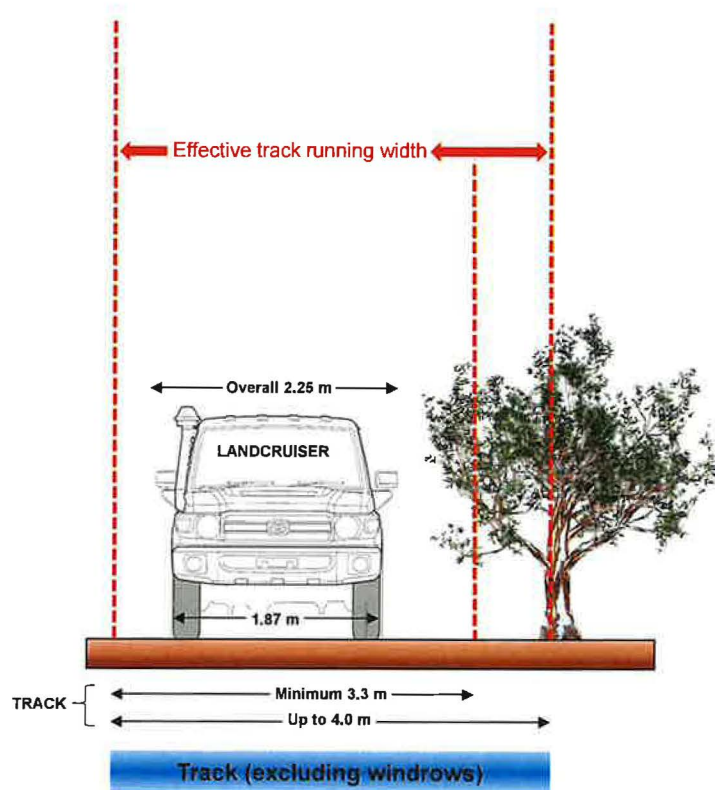 Effective track running width
Overall 2.25 m
LANDCRUISER
1.87 m
Minimum 3.3 m
TRACK
Up to 4.0 m
Track (excluding windrows)